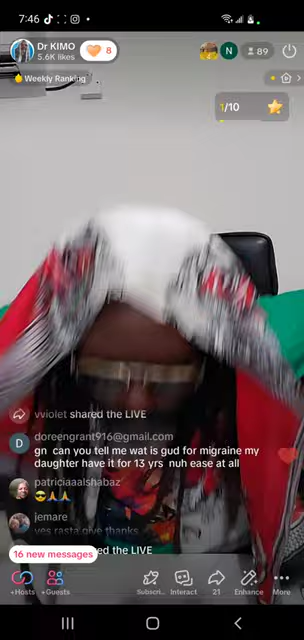 7:46
Dr KIMO
5.6K likes
8
N
89
Weekly Ranking
1/10
vviolet shared the LIVE
D
doreengrant916@gmail.com
gn can you tell me wat is gud for migraine my
daughter have it for 13 yrs nuh ease at all
patriciaaalshabaz
😎🙏🙏
jemare
yes rasta give thanks
16 new messages
ed the LIVE
+Hosts
+Guests
Subscri...
Interact
21
Enhance
More